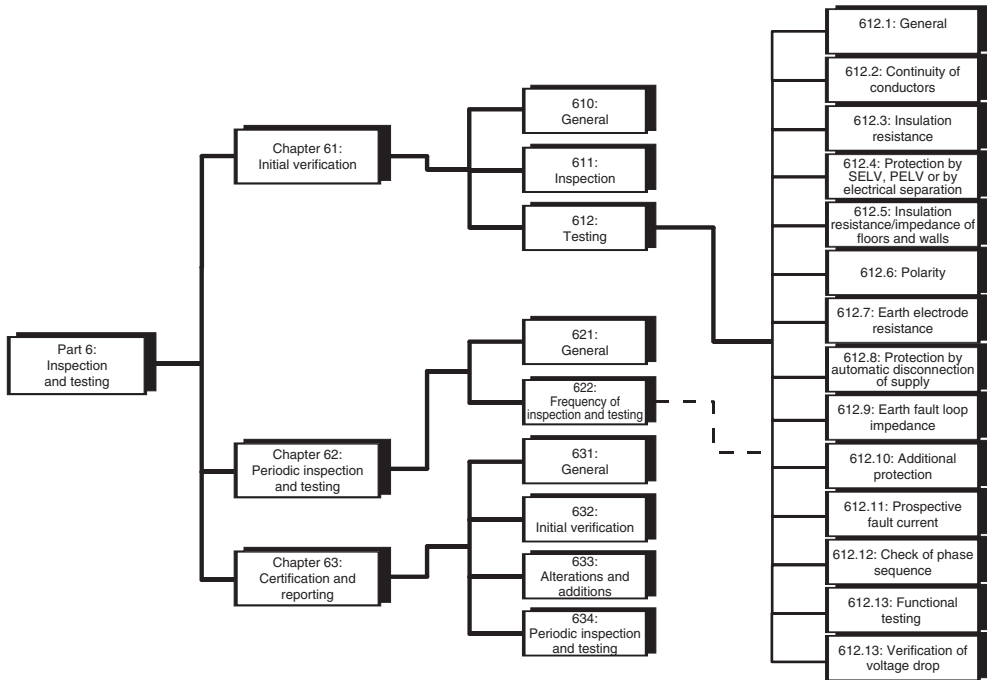 Part 6:
Inspection
and testing
Chapter 61:
Initial verification
610:
General
611:
Inspection
612:
Testing
612.1: General
612.2: Continuity of
conductors
612.3: Insulation
resistance
612.4: Protection by
SELV, PELV or by
electrical separation
612.5: Insulation
resistance/impedance of
floors and walls
612.6: Polarity
612.7: Earth electrode
resistance
612.8: Protection by
automatic disconnection
of supply
612.9: Earth fault loop
impedance
612.10: Additional
protection
612.11: Prospective
fault current
612.12: Check of phase
sequence
612.13: Functional
testing
612.13: Verification of
voltage drop
Chapter 62:
Periodic inspection
and testing
621:
General
622:
Frequency of
inspection and testing
Chapter 63:
Certification and
reporting
631:
General
632:
Initial verification
633:
Alterations and
additions
634:
Periodic inspection
and testing